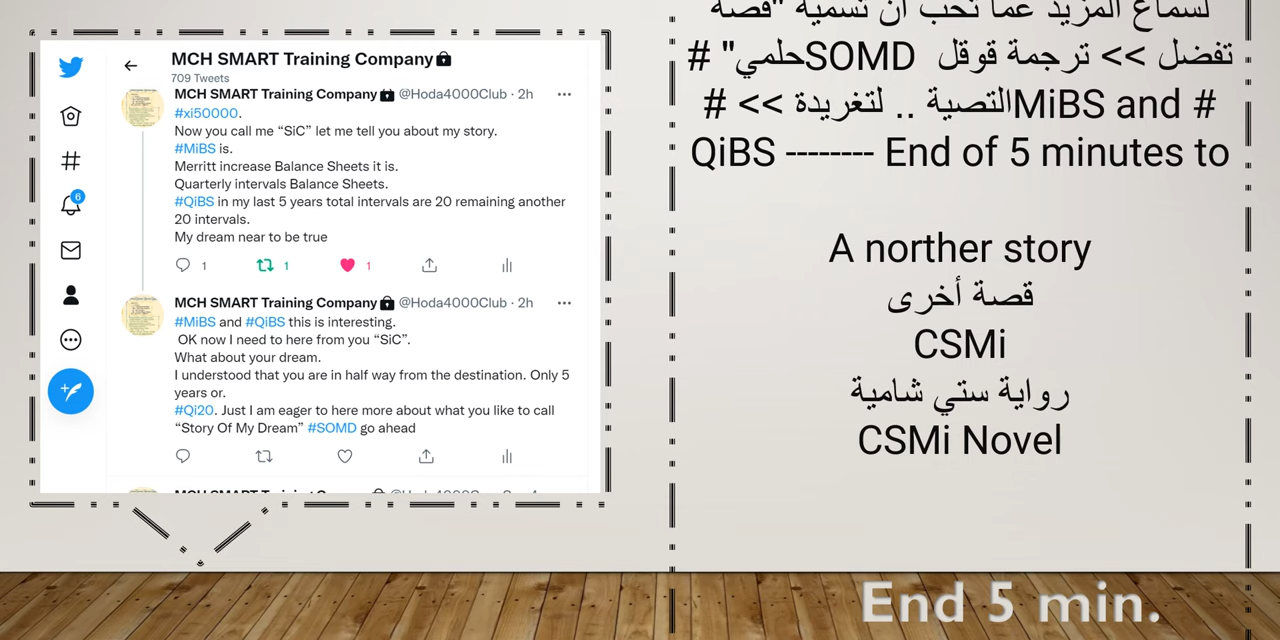 MCH SMART Training Company
709 Tweets
MCH SMART Training Company @Hoda4000Club · 2h
#xi50000.
Now you call me “SiC” let me tell you about my story.
#MiBS is.
Merritt increase Balance Sheets it is.
Quarterly intervals Balance Sheets.
#QiBS in my last 5 years total intervals are 20 remaining another
20 intervals.
My dream near to be true
1 1 1
MCH SMART Training Company @Hoda4000Club · 2h
#MiBS and #QiBS this is interesting.
OK now I need to here from you “SiC”.
What about your dream.
I understood that you are in half way from the destination. Only 5
years or.
#Qi20. Just I am eager to here more about what you like to call
“Story Of My Dream” #SOMD go ahead
6
لسماع المزيد عما تحب أن تسميه "قصة
حلمي" #SOMD تفضل >> ترجمة قوقل
التصية .. لتغريدة >> #MiBS and #
QiBS -------- End of 5 minutes to
A norther story
قصة أخرى
CSMi
رواية ستي شامية
CSMi Novel
End 5 min.